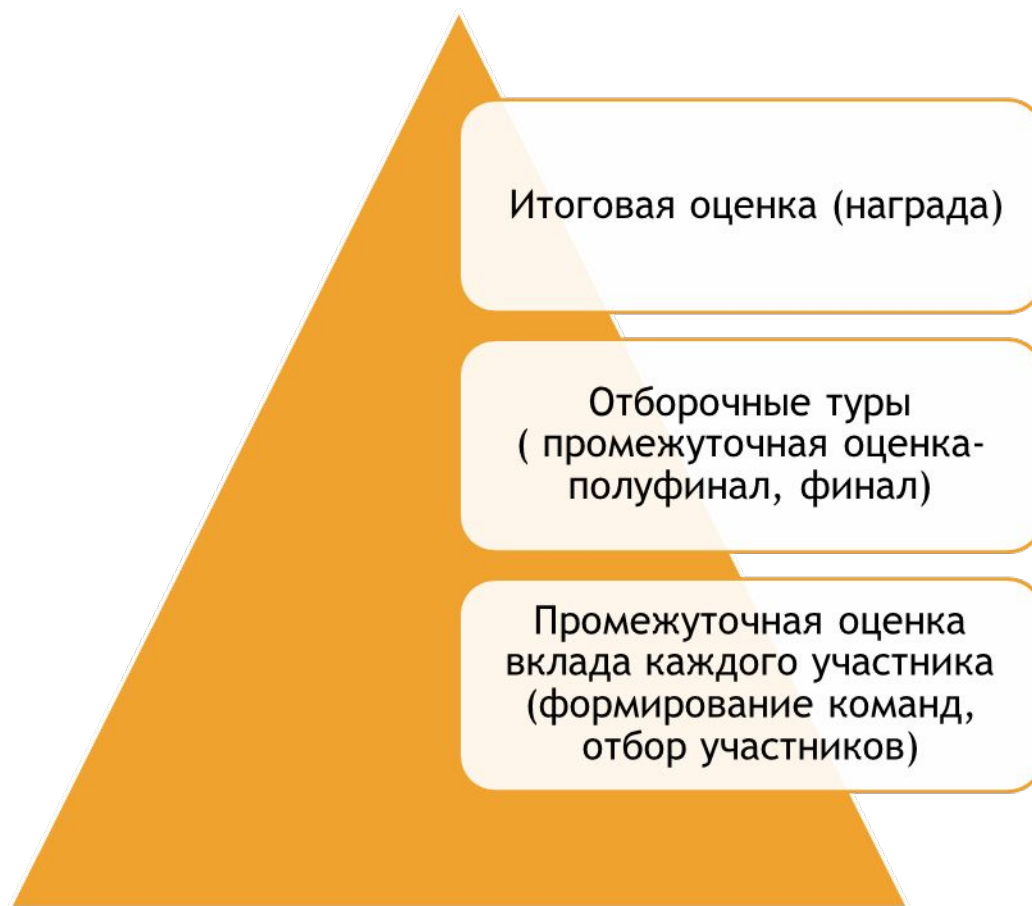 Итоговая оценка (награда)
Отборочные туры
( промежуточная оценка-
полуфинал, финал)
Промежуточная оценка
вклада каждого участника
(формирование команд,
отбор участников)